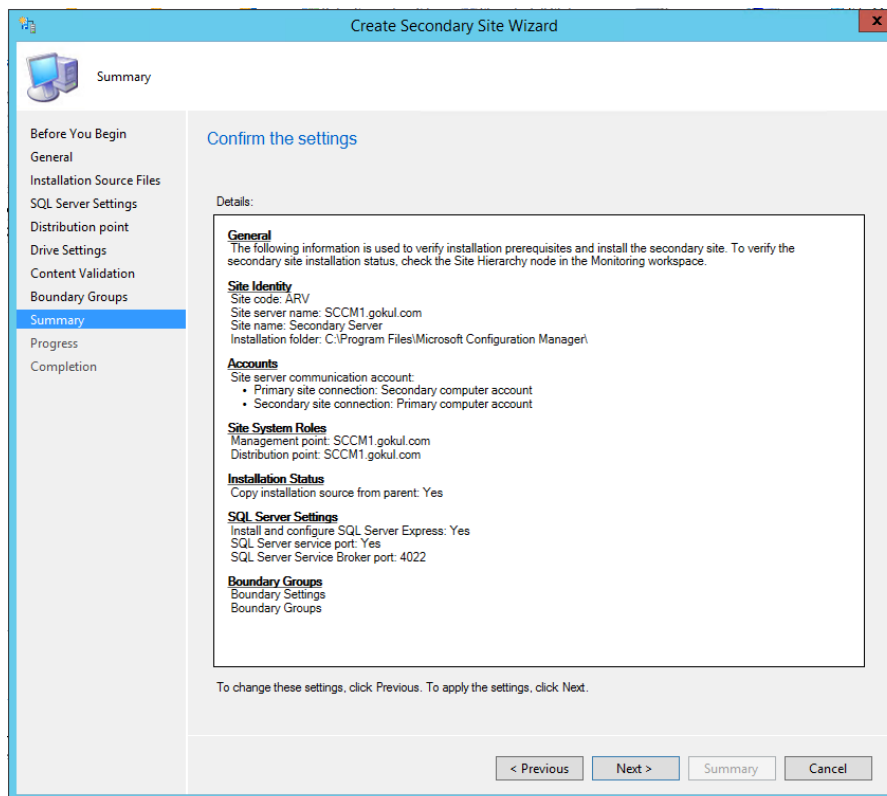 Create Secondary Site Wizard
x
Summary
Before You Begin
General
Installation Source Files
SQL Server Settings
Distribution point
Drive Settings
Content Validation
Boundary Groups
Summary
Progress
Completion
Confirm the settings
Details:
General
The following information is used to verify installation prerequisites and install the secondary site. To verify the
secondary site installation status, check the Site Hierarchy node in the Monitoring workspace.
Site Identity
Site code: ARV
Site server name: SCCM1.gokul.com
Site name: Secondary Server
Installation folder: C:\Program Files\Microsoft Configuration Manager\
Accounts
Site server communication account:
• Primary site connection: Secondary computer account
• Secondary site connection: Primary computer account
Site System Roles
Management point: SCCM1.gokul.com
Distribution point: SCCM1.gokul.com
Installation Status
Copy installation source from parent: Yes
SQL Server Settings
Install and configure SQL Server Express: Yes
SQL Server service port: Yes
SQL Server Service Broker port: 4022
Boundary Groups
Boundary Settings
Boundary Groups
To change these settings, click Previous. To apply the settings, click Next.
< Previous
Next >
Summary
Cancel